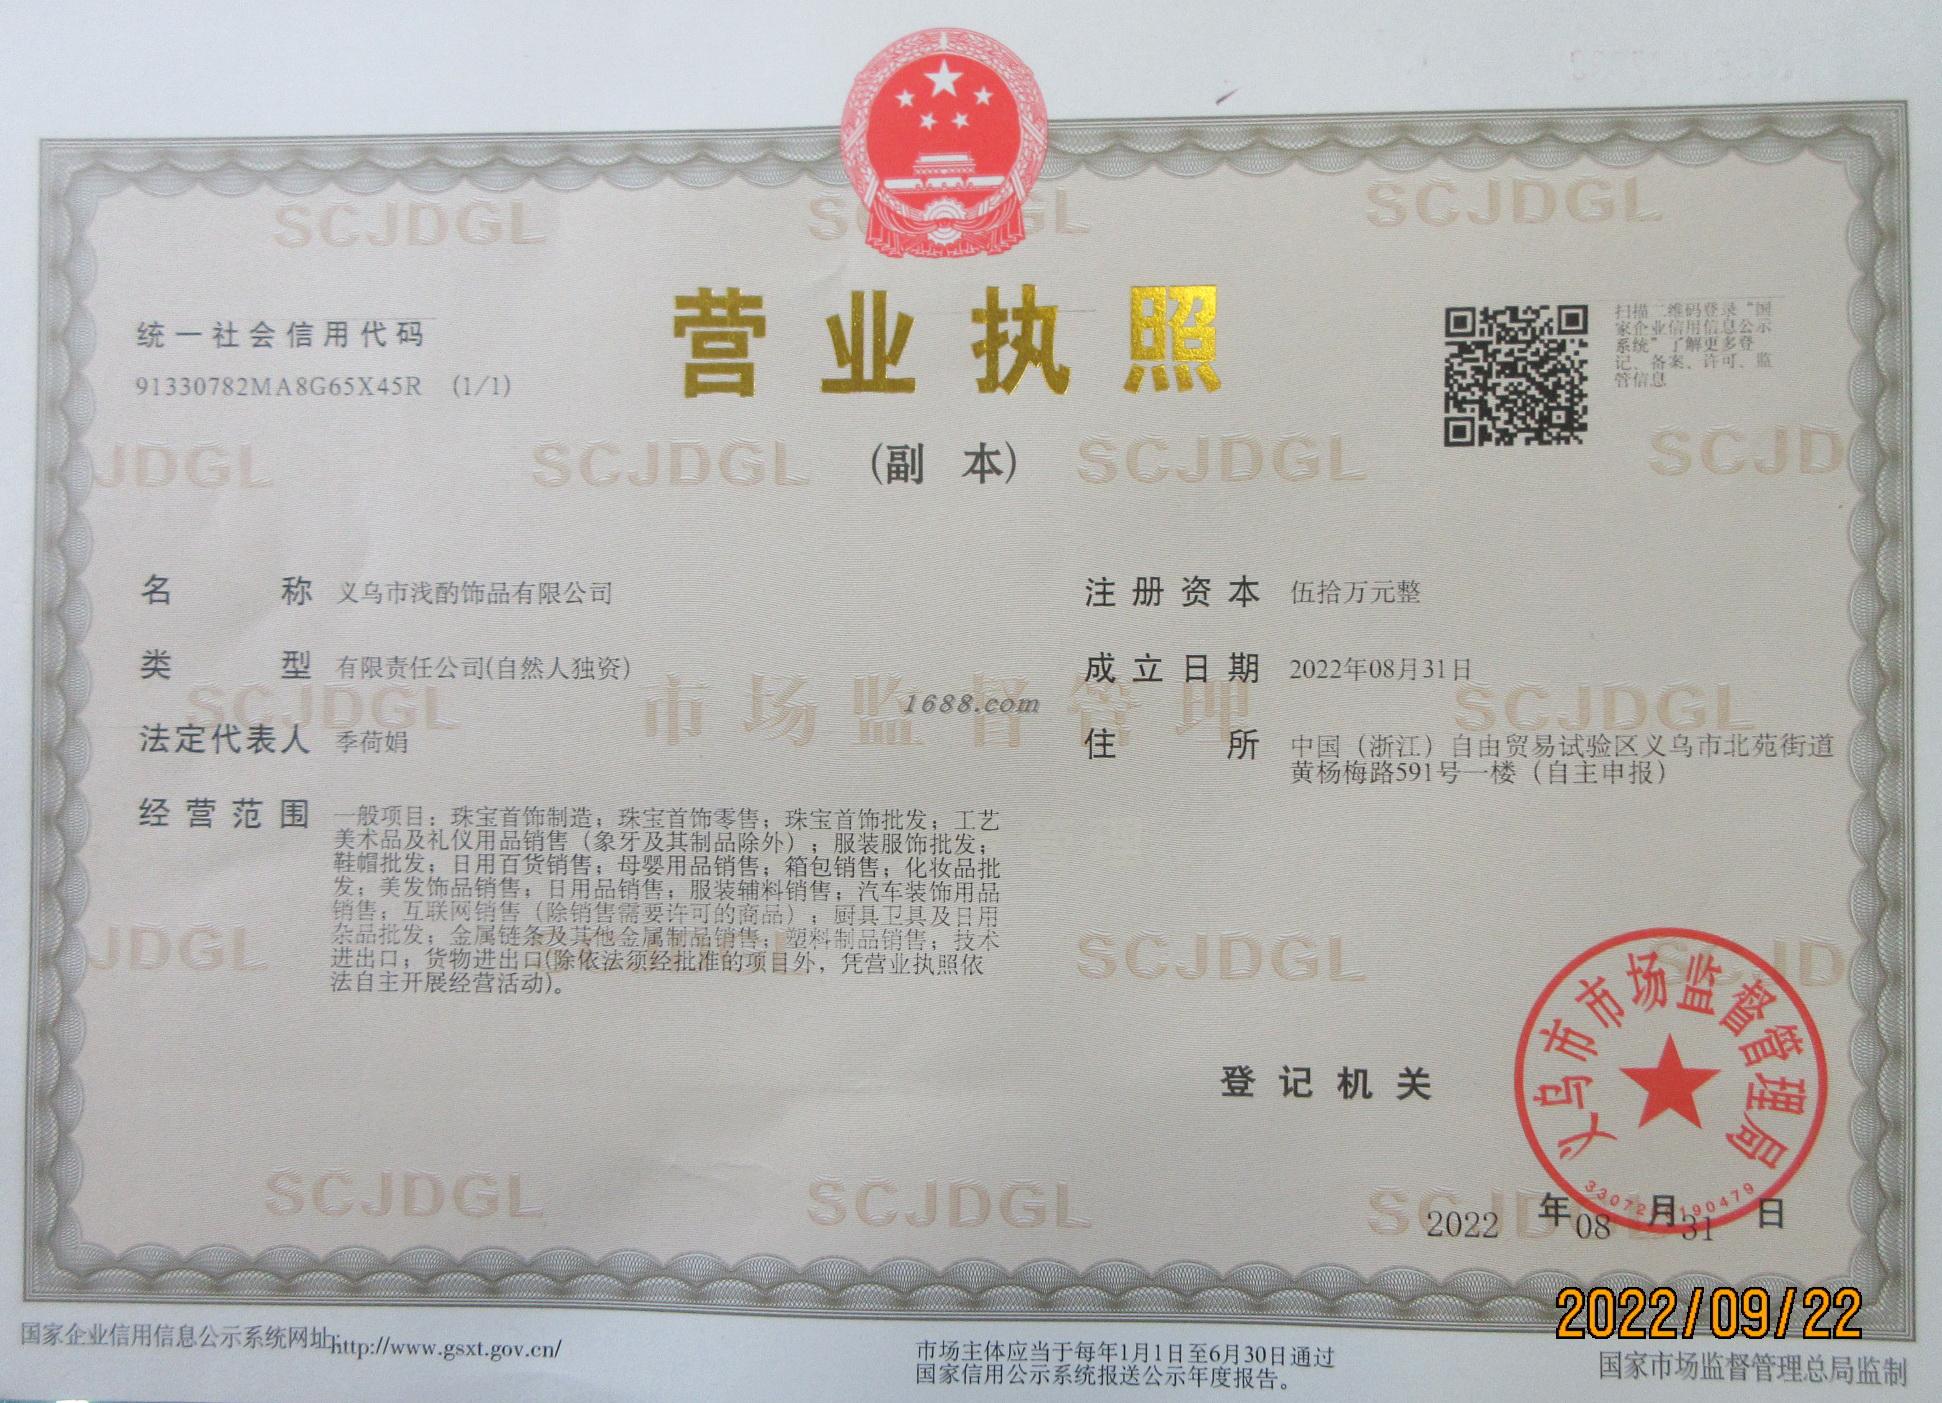 SCJDGL
SCJDGL
营业执照
(副 本)
统一社会信用代码
91330782MA8G65X45R (1/1)
扫描二维码登录“国
家企业信用信息公示
系统”了解更多登
记、备案、许可、监
管信息
JDGL
SCJDGL
SCJDGL
SCJD
名称 义乌市浅酌饰品有限公司
类型 有限责任公司(自然人独资)
法定代表人 季荷娟
经营范围 一般项目：珠宝首饰制造；珠宝首饰零售；珠宝首饰批发；工艺
美术品及礼仪用品销售（象牙及其制品除外）；服装服饰批发；
鞋帽批发；日用百货销售；母婴用品销售；箱包销售；化妆品批
发；美发饰品销售；日用品销售；服装辅料销售；汽车装饰用品
销售；互联网销售（除销售需要许可的商品）；厨具卫具及日用
杂品批发；金属链条及其他金属制品销售；塑料制品销售；技术
进出口；货物进出口(除依法须经批准的项目外，凭营业执照依
法自主开展经营活动)。
注册资本 伍拾万元整
成立日期 2022年08月31日
住所 中国（浙江）自由贸易试验区义乌市北苑街道
黄杨梅路591号一楼（自主申报）
SCJDGL
市场监督管理
1688.com
SCJDGL
JDGL
SCJDGL
SCJD
登记机关
义乌市市场监督管理局
2022年08月31日
SCJDGL
SCJDGL
2022/09/22
国家企业信用信息公示系统网址:http://www.gsxt.gov.cn/
市场主体应当于每年1月1日至6月30日通过
国家信用公示系统报送公示年度报告。
国家市场监督管理总局监制